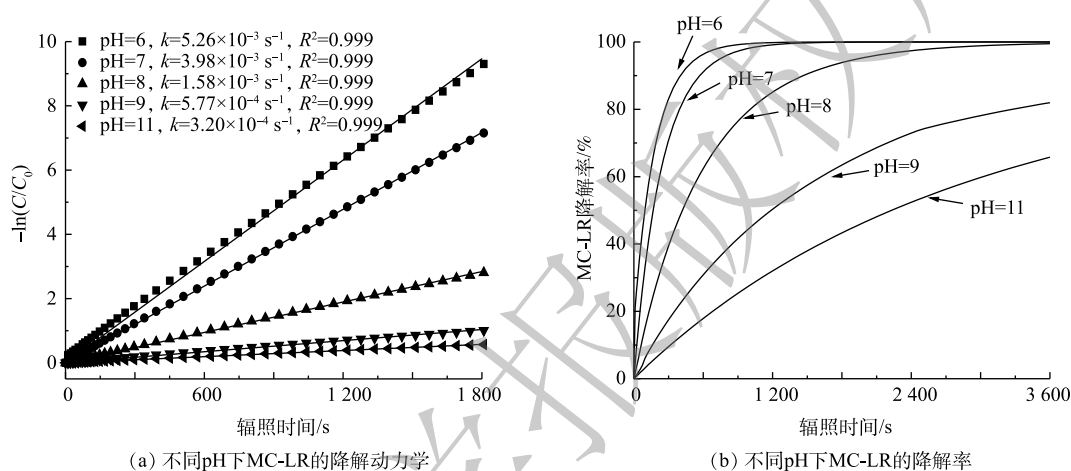 10
8
6
4
2
0
−ln(C/C₀)
pH=6，k=5.26×10⁻³ s⁻¹，R²=0.999
pH=7，k=3.98×10⁻³ s⁻¹，R²=0.999
pH=8，k=1.58×10⁻³ s⁻¹，R²=0.999
pH=9，k=5.77×10⁻⁴ s⁻¹，R²=0.999
pH=11，k=3.20×10⁻⁴ s⁻¹，R²=0.999
0 600 1 200 1 800
辐照时间/s
(a) 不同pH下MC-LR的降解动力学
100
80
60
40
20
0
MC-LR降解率/%
pH=6
pH=7
pH=8
pH=9
pH=11
0 1 200 2 400 3 600
辐照时间/s
(b) 不同pH下MC-LR的降解率